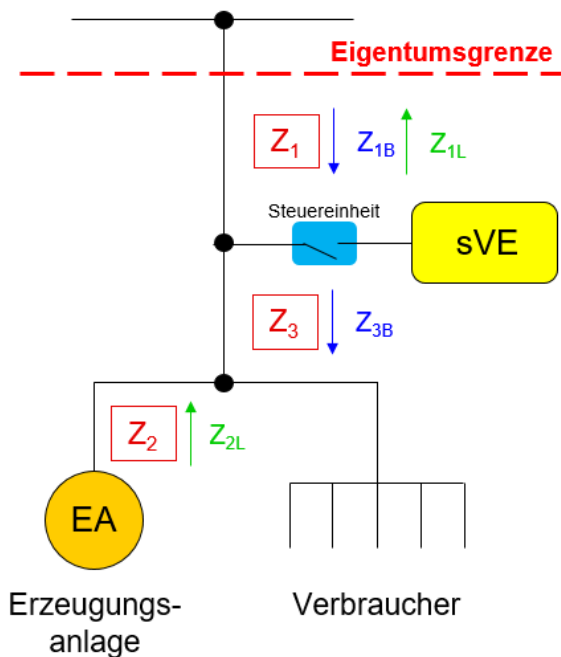 Eigentumsgrenze
Z1 Z1B Z1L
Steuereinheit
sVE
Z3 Z3B
Z2 Z2L
EA
Erzeugungs-
anlage
Verbraucher